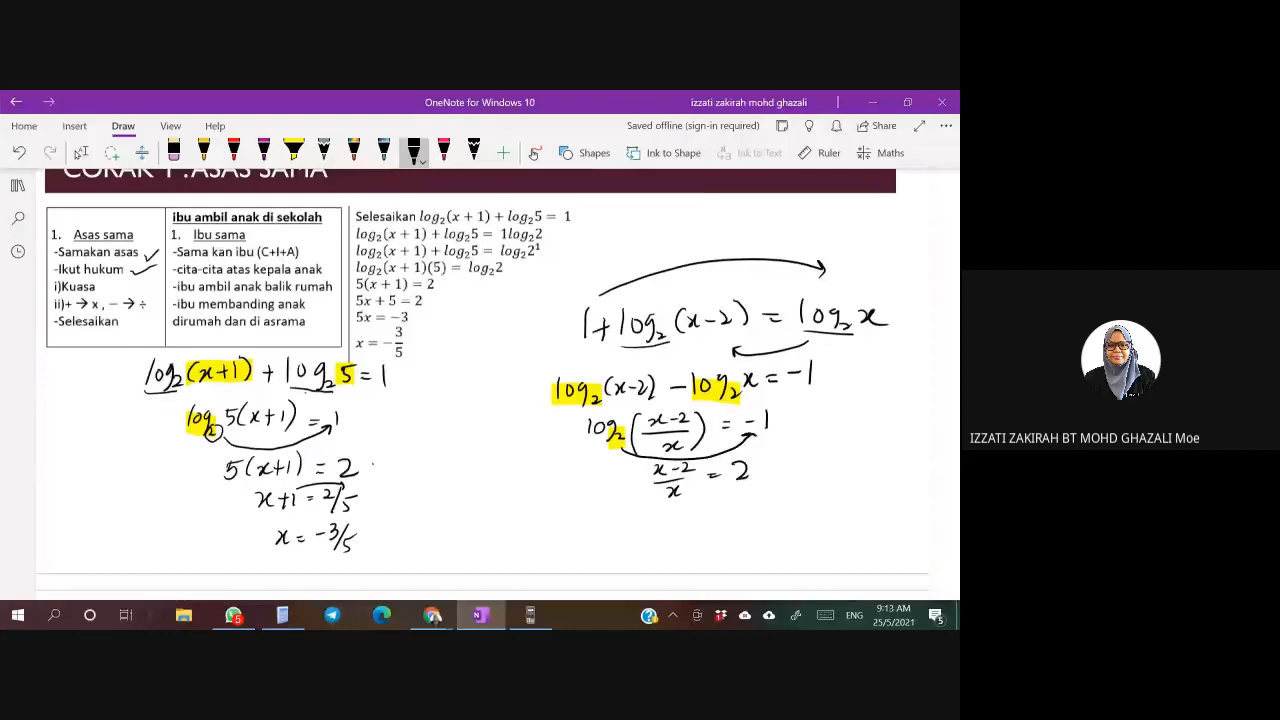 OneNote for Windows 10
izzati zakirah mohd ghazali
Home Insert Draw View Help
Saved offline (sign-in required) Share
Shapes Ink to Shape Ink to Text Ruler Maths
CORAK 1 : ASAS SAMA
1. Asas sama
-Samakan asas
-Ikut hukum
i)Kuasa
ii)+ → x , − → ÷
-Selesaikan
ibu ambil anak di sekolah
1. Ibu sama
-Sama kan ibu (C+I+A)
-cita-cita atas kepala anak
-ibu ambil anak balik rumah
-ibu membanding anak
dirumah dan di asrama
Selesaikan log₂(x + 1) + log₂5 = 1
log₂(x + 1) + log₂5 = 1log₂2
log₂(x + 1) + log₂5 = log₂2¹
log₂(x + 1)(5) = log₂2
5(x + 1) = 2
5x + 5 = 2
5x = −3
x = −3/5
log₂(x+1) + log₂5 = 1
log₂5(x+1) = 1
5(x+1) = 2
x+1 = 2/5
x = -3/5
1+log₂(x-2) = log₂x
log₂(x-2) - log₂x = -1
log₂(x-2/x) = -1
x-2/x = 2
IZZATI ZAKIRAH BT MOHD GHAZALI Moe
5
ENG
9:13 AM
25/5/2021
5